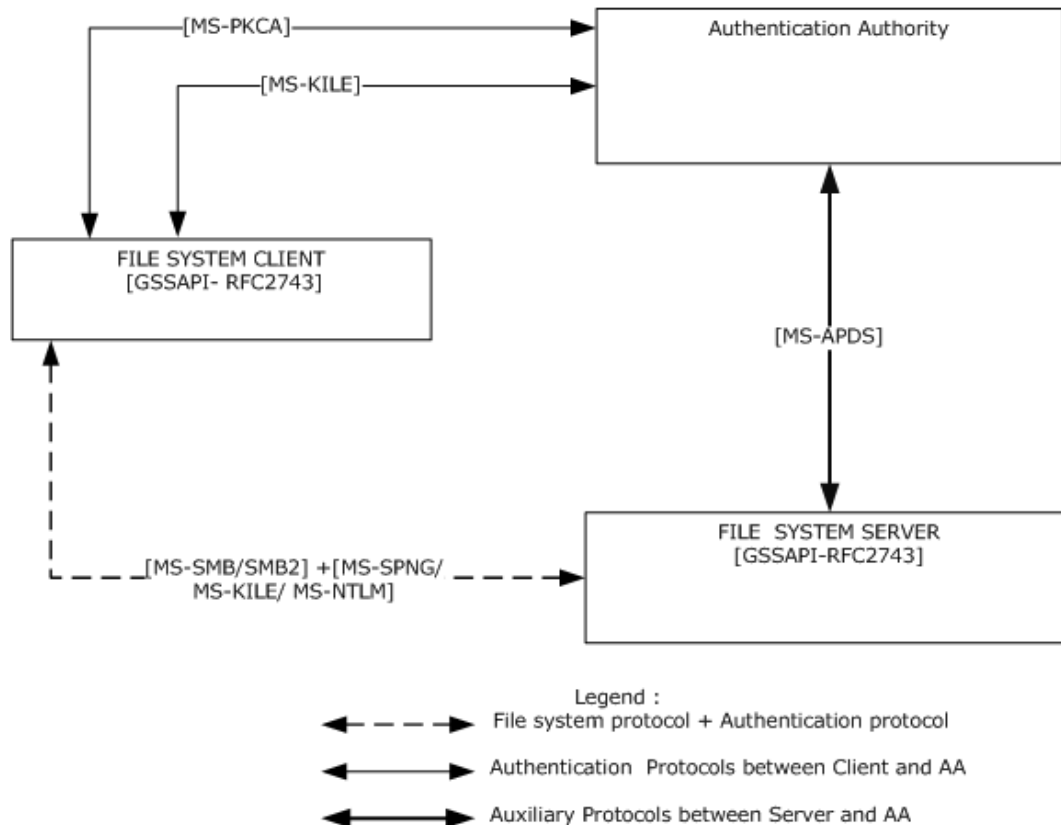 [MS-PKCA]
Authentication Authority
[MS-KILE]
FILE SYSTEM CLIENT
[GSSAPI- RFC2743]
[MS-APDS]
FILE SYSTEM SERVER
[GSSAPI-RFC2743]
[MS-SMB/SMB2] +[MS-SPNG/
MS-KILE/ MS-NTLM]
Legend :
File system protocol + Authentication protocol
Authentication Protocols between Client and AA
Auxiliary Protocols between Server and AA